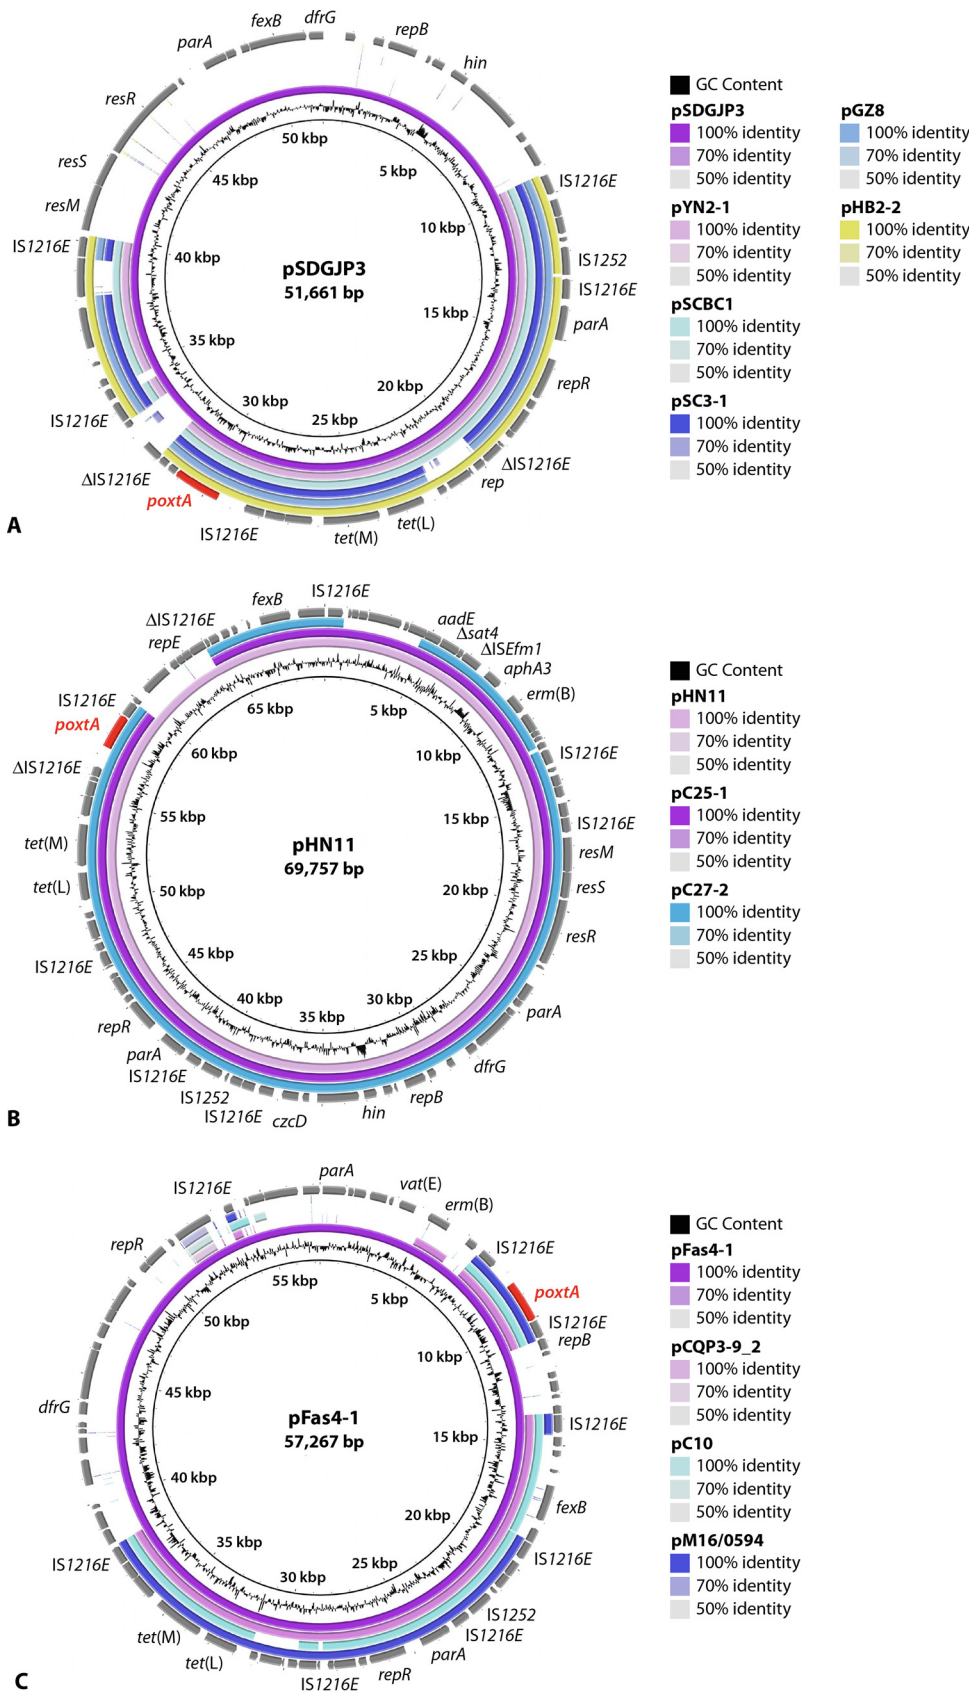 fexB
dfrG
repB
hin
parA
resR
resS
resM
IS1216E
IS1216E
IS1252
IS1216E
parA
repR
ΔIS1216E
rep
tet(L)
tet(M)
IS1216E
poxtA
ΔIS1216E
IS1216E
50 kbp
5 kbp
10 kbp
15 kbp
20 kbp
25 kbp
30 kbp
35 kbp
40 kbp
45 kbp
pSDGJP3
51,661 bp
A
GC Content
pSDGJP3
100% identity
70% identity
50% identity
pYN2-1
100% identity
70% identity
50% identity
pSCBC1
100% identity
70% identity
50% identity
pSC3-1
100% identity
70% identity
50% identity
pGZ8
100% identity
70% identity
50% identity
pHB2-2
100% identity
70% identity
50% identity
fexB
IS1216E
aadE
Δsat4
ΔISEfm1
aphA3
erm(B)
IS1216E
IS1216E
resM
resS
resR
parA
dfrG
repB
hin
czcD
IS1216E
IS1252
IS1216E
parA
repR
IS1216E
tet(L)
tet(M)
ΔIS1216E
poxtA
IS1216E
repE
ΔIS1216E
65 kbp
5 kbp
10 kbp
15 kbp
20 kbp
25 kbp
30 kbp
35 kbp
40 kbp
45 kbp
50 kbp
55 kbp
60 kbp
pHN11
69,757 bp
B
GC Content
pHN11
100% identity
70% identity
50% identity
pC25-1
100% identity
70% identity
50% identity
pC27-2
100% identity
70% identity
50% identity
IS1216E
parA
vat(E)
erm(B)
IS1216E
poxtA
IS1216E
repB
IS1216E
fexB
IS1216E
IS1252
IS1216E
parA
repR
IS1216E
tet(L)
tet(M)
IS1216E
dfrG
repR
55 kbp
5 kbp
10 kbp
15 kbp
20 kbp
25 kbp
30 kbp
35 kbp
40 kbp
45 kbp
50 kbp
pFas4-1
57,267 bp
C
GC Content
pFas4-1
100% identity
70% identity
50% identity
pCQP3-9_2
100% identity
70% identity
50% identity
pC10
100% identity
70% identity
50% identity
pM16/0594
100% identity
70% identity
50% identity